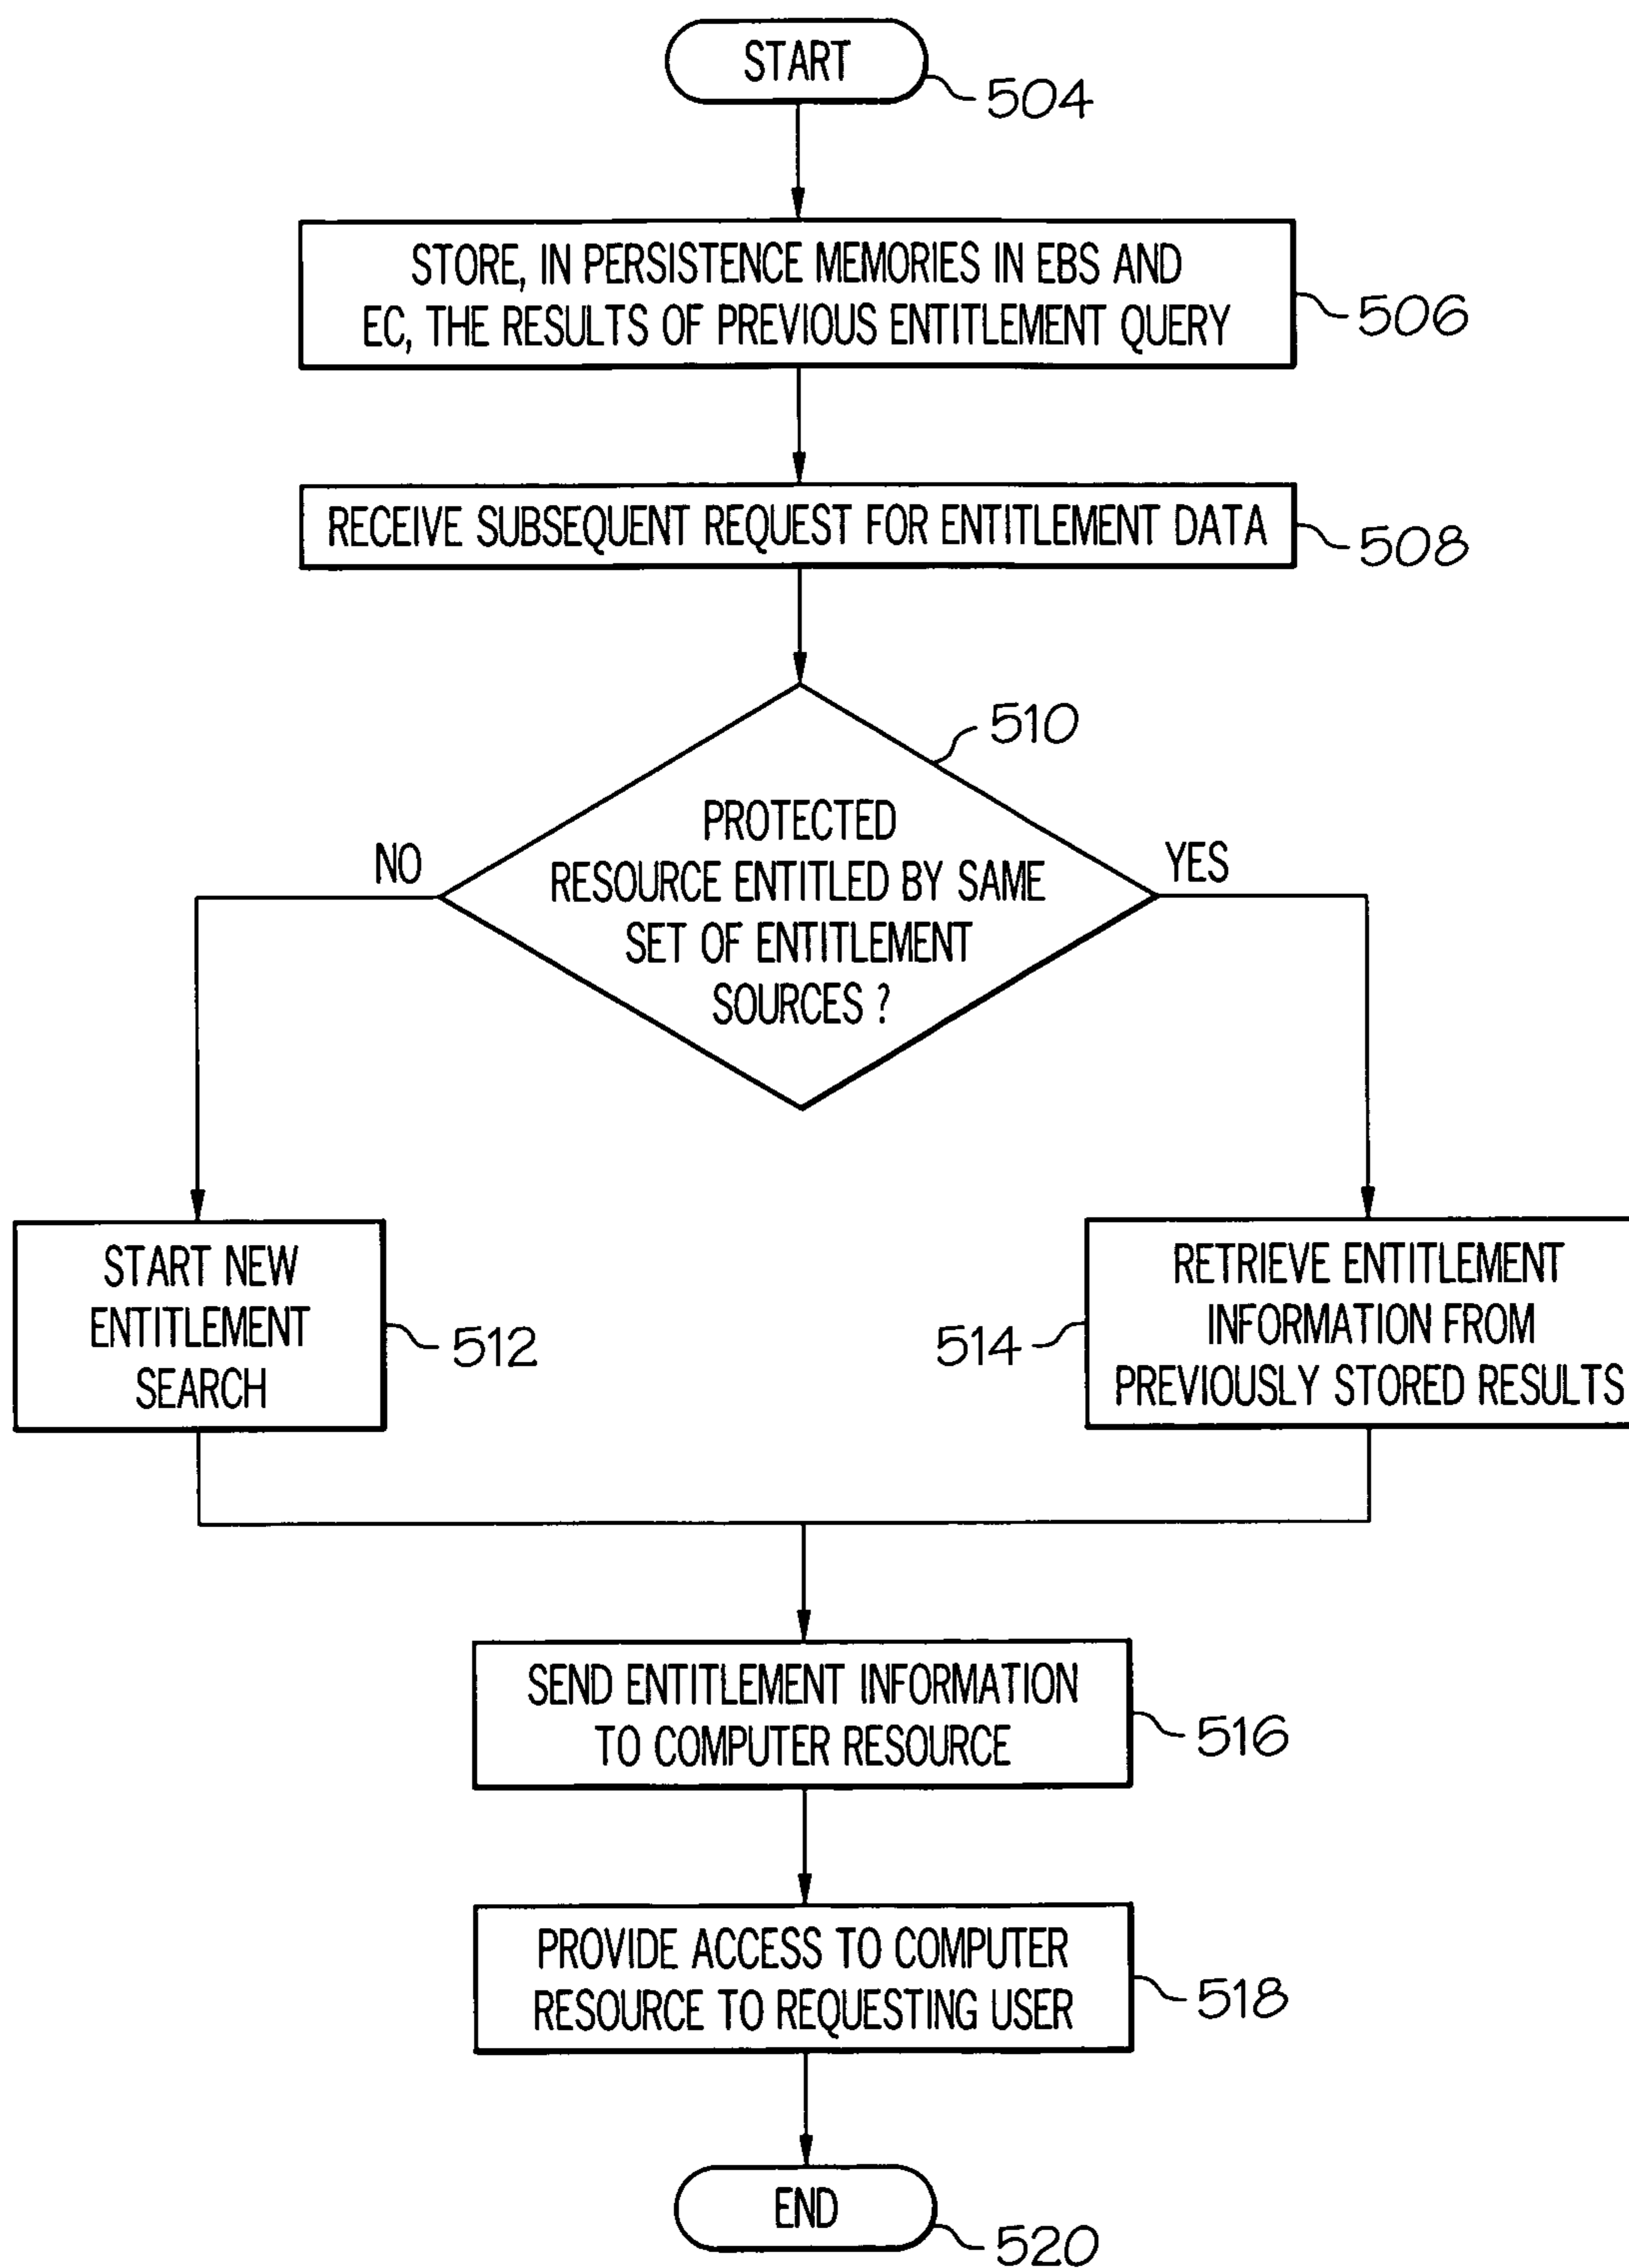 START
504
STORE, IN PERSISTENCE MEMORIES IN EBS AND
EC, THE RESULTS OF PREVIOUS ENTITLEMENT QUERY
506
RECEIVE SUBSEQUENT REQUEST FOR ENTITLEMENT DATA
508
510
PROTECTED
RESOURCE ENTITLED BY SAME
SET OF ENTITLEMENT
SOURCES ?
NO
YES
START NEW
ENTITLEMENT
SEARCH
512
514
RETRIEVE ENTITLEMENT
INFORMATION FROM
PREVIOUSLY STORED RESULTS
SEND ENTITLEMENT INFORMATION
TO COMPUTER RESOURCE
516
PROVIDE ACCESS TO COMPUTER
RESOURCE TO REQUESTING USER
518
END
520